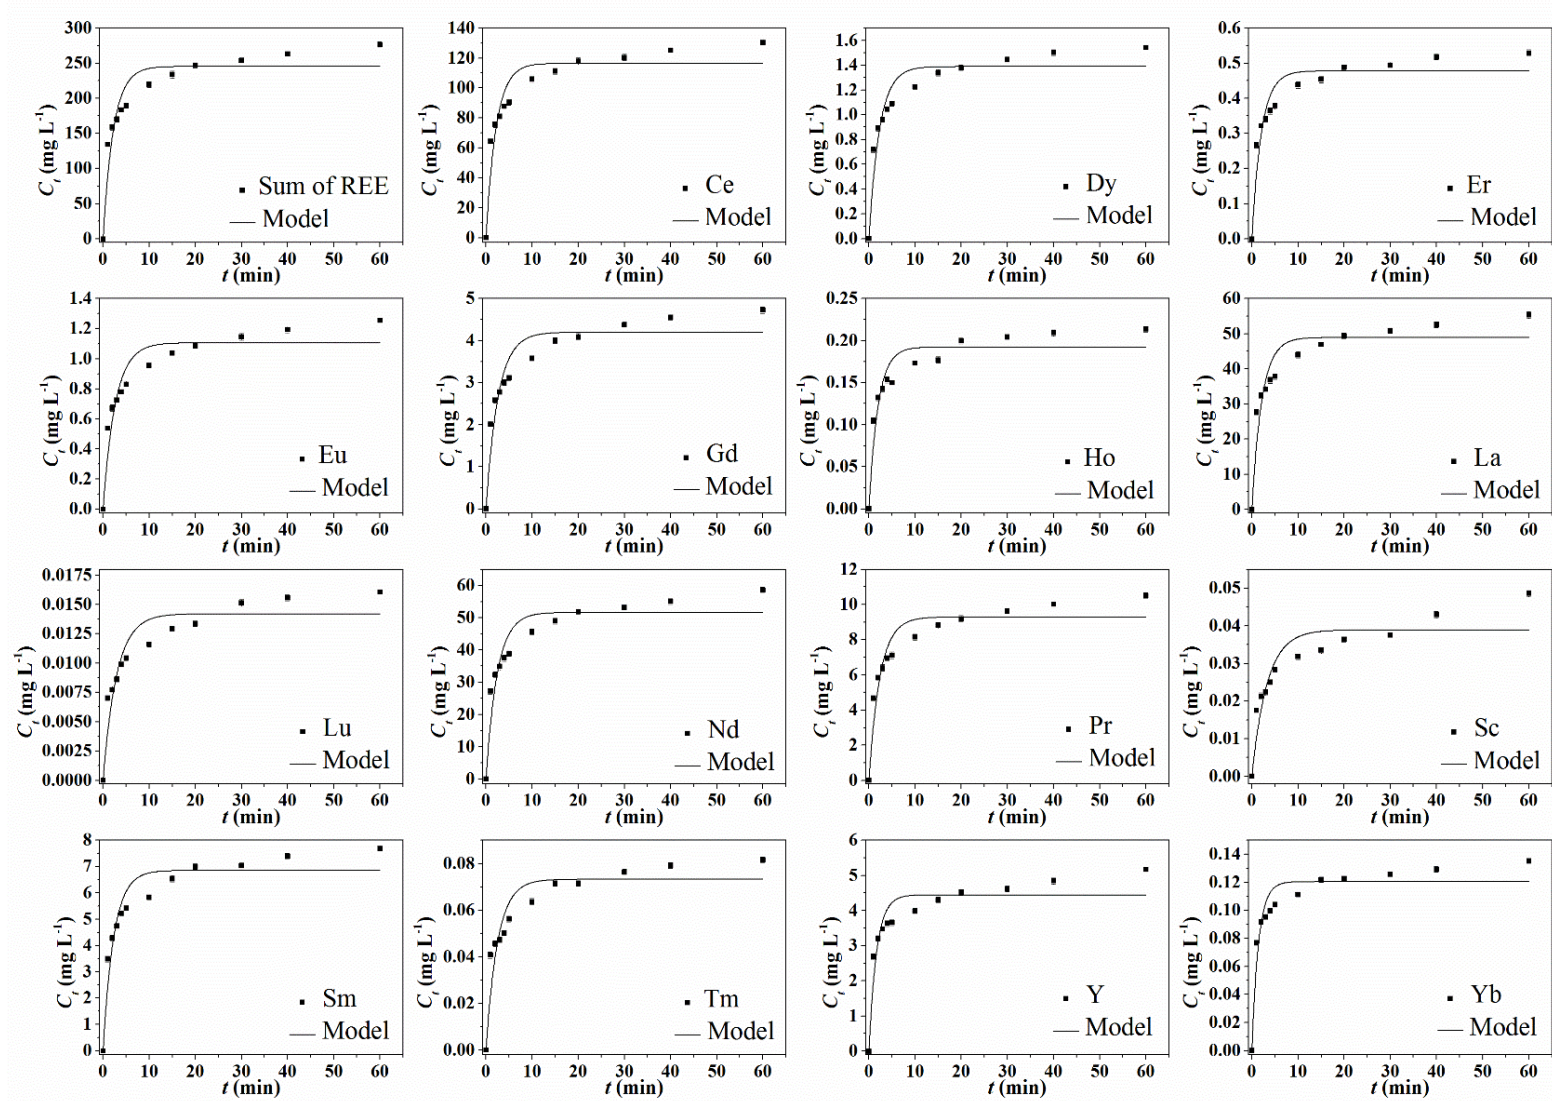 300
250
200
150
100
50
0
C_t (mg L⁻¹)
Sum of REE
Model
0 10 20 30 40 50 60
t (min)
140
120
100
80
60
40
20
0
C_t (mg L⁻¹)
Ce
Model
0 10 20 30 40 50 60
t (min)
1.6
1.4
1.2
1.0
0.8
0.6
0.4
0.2
0.0
C_t (mg L⁻¹)
Dy
Model
0 10 20 30 40 50 60
t (min)
0.6
0.5
0.4
0.3
0.2
0.1
0.0
C_t (mg L⁻¹)
Er
Model
0 10 20 30 40 50 60
t (min)
1.4
1.2
1.0
0.8
0.6
0.4
0.2
0.0
C_t (mg L⁻¹)
Eu
Model
0 10 20 30 40 50 60
t (min)
5
4
3
2
1
0
C_t (mg L⁻¹)
Gd
Model
0 10 20 30 40 50 60
t (min)
0.25
0.20
0.15
0.10
0.05
0.00
C_t (mg L⁻¹)
Ho
Model
0 10 20 30 40 50 60
t (min)
60
50
40
30
20
10
0
C_t (mg L⁻¹)
La
Model
0 10 20 30 40 50 60
t (min)
0.0175
0.0150
0.0125
0.0100
0.0075
0.0050
0.0025
0.0000
C_t (mg L⁻¹)
Lu
Model
0 10 20 30 40 50 60
t (min)
60
50
40
30
20
10
0
C_t (mg L⁻¹)
Nd
Model
0 10 20 30 40 50 60
t (min)
12
10
8
6
4
2
0
C_t (mg L⁻¹)
Pr
Model
0 10 20 30 40 50 60
t (min)
0.05
0.04
0.03
0.02
0.01
0.00
C_t (mg L⁻¹)
Sc
Model
0 10 20 30 40 50 60
t (min)
8
7
6
5
4
3
2
1
0
C_t (mg L⁻¹)
Sm
Model
0 10 20 30 40 50 60
t (min)
0.08
0.06
0.04
0.02
0.00
C_t (mg L⁻¹)
Tm
Model
0 10 20 30 40 50 60
t (min)
6
5
4
3
2
1
0
C_t (mg L⁻¹)
Y
Model
0 10 20 30 40 50 60
t (min)
0.14
0.12
0.10
0.08
0.06
0.04
0.02
0.00
C_t (mg L⁻¹)
Yb
Model
0 10 20 30 40 50 60
t (min)